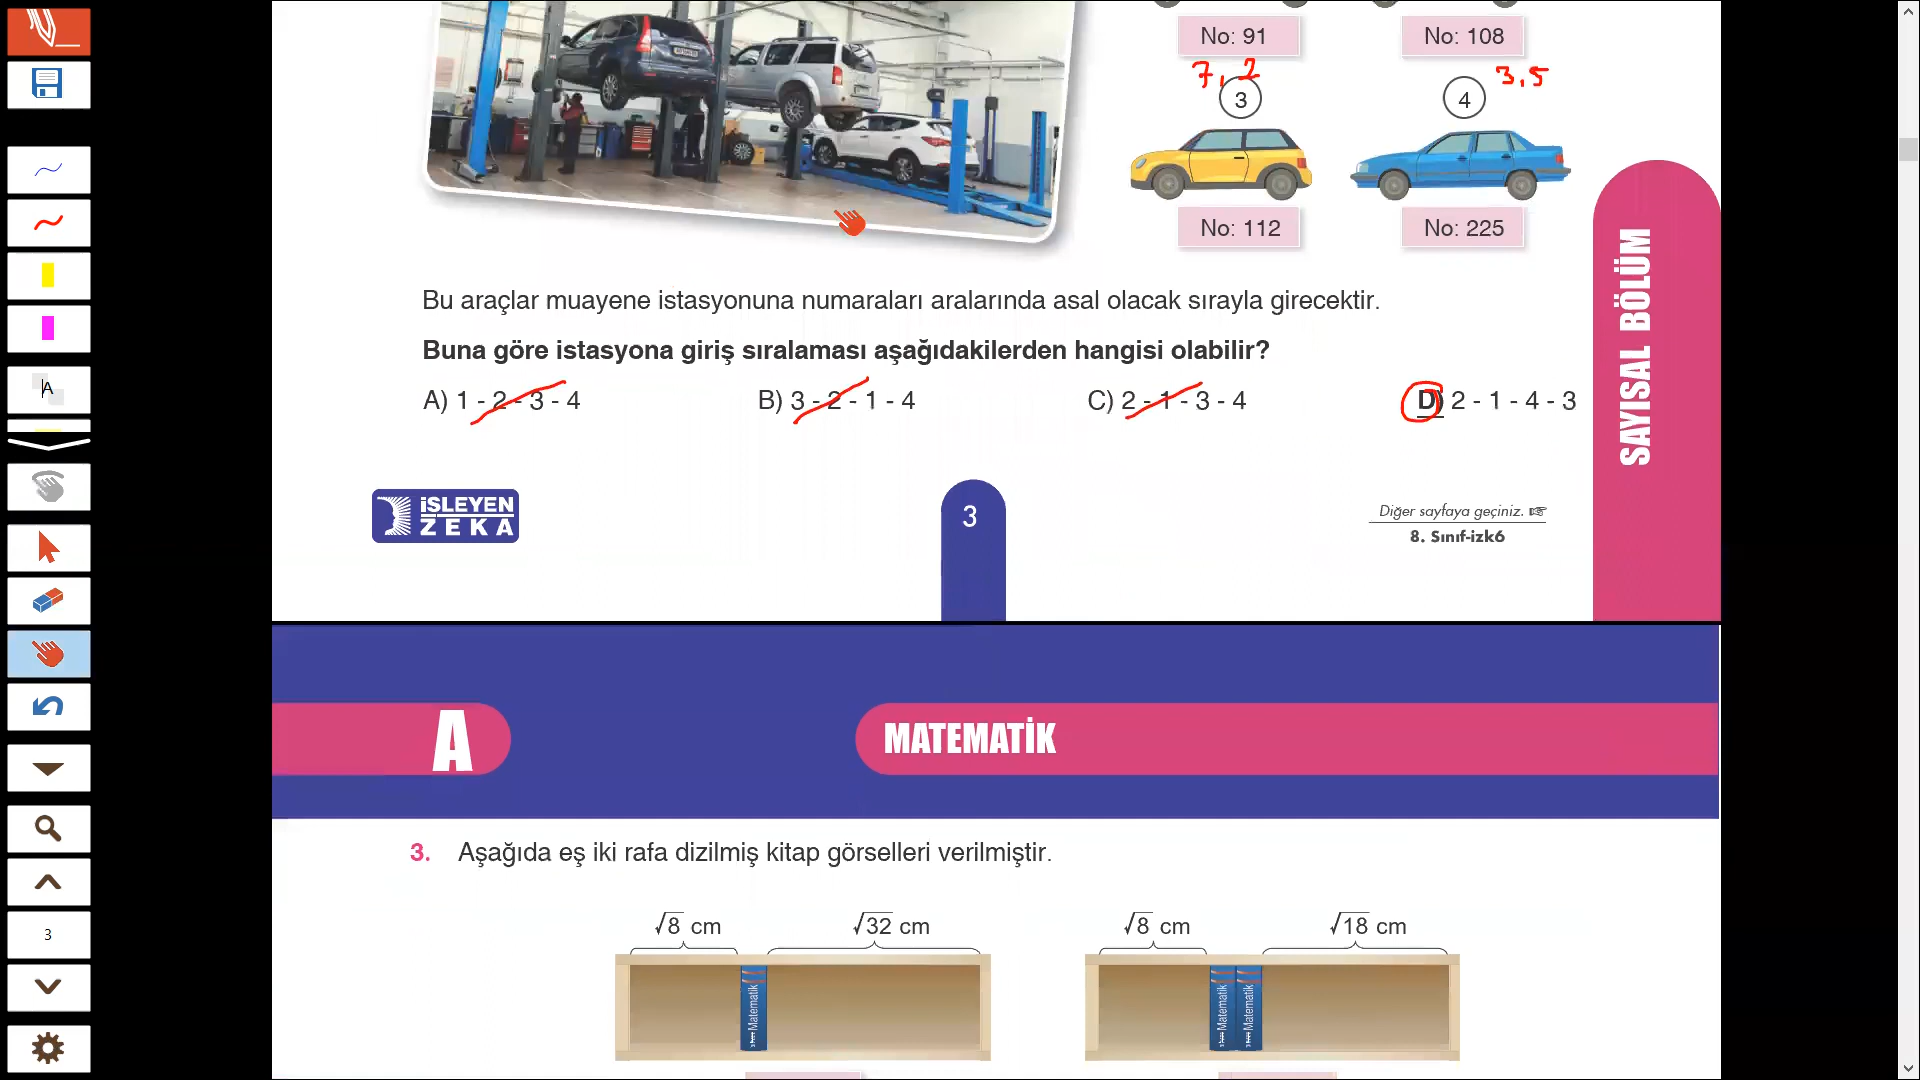 No: 91
No: 108
7, 2
3
4
3,5
No: 112
No: 225
SAYISAL BÖLÜM
Bu araçlar muayene istasyonuna numaraları aralarında asal olacak sırayla girecektir.
Buna göre istasyona giriş sıralaması aşağıdakilerden hangisi olabilir?
A) 1 - 2 - 3 - 4
B) 3 - 2 - 1 - 4
C) 2 - 1 - 3 - 4
D) 2 - 1 - 4 - 3
A
İŞLEYEN
ZEKA
3
Diğer sayfaya geçiniz. ☞
8. Sınıf-izk6
A
MATEMATİK
3. Aşağıda eş iki rafa dizilmiş kitap görselleri verilmiştir.
√8 cm
√32 cm
√8 cm
√18 cm
Matematik
Matematik
Matematik
3